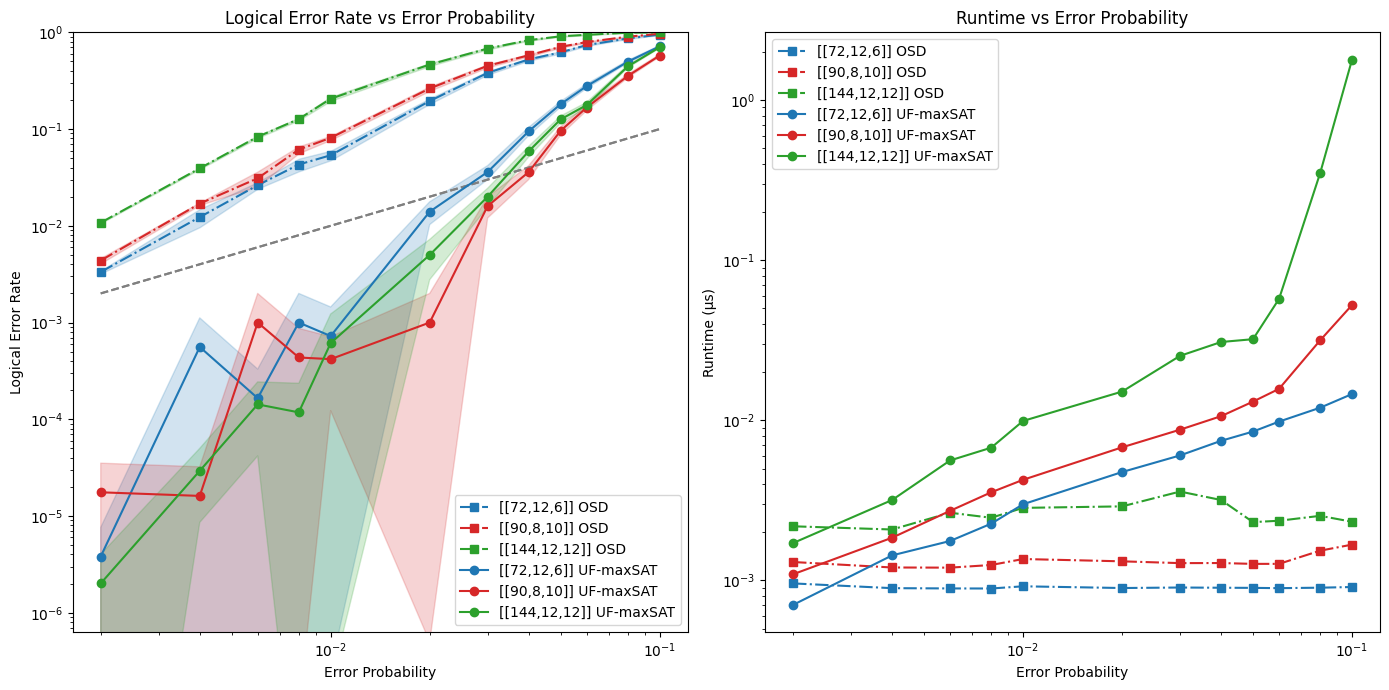 Logical Error Rate vs Error Probability
Logical Error Rate
10⁰
10⁻¹
10⁻²
10⁻³
10⁻⁴
10⁻⁵
10⁻⁶
[[72,12,6]] OSD
[[90,8,10]] OSD
[[144,12,12]] OSD
[[72,12,6]] UF-maxSAT
[[90,8,10]] UF-maxSAT
[[144,12,12]] UF-maxSAT
10⁻²
10⁻¹
Error Probability
Runtime vs Error Probability
Runtime (μs)
[[72,12,6]] OSD
[[90,8,10]] OSD
[[144,12,12]] OSD
[[72,12,6]] UF-maxSAT
[[90,8,10]] UF-maxSAT
[[144,12,12]] UF-maxSAT
10⁰
10⁻¹
10⁻²
10⁻³
10⁻²
10⁻¹
Error Probability